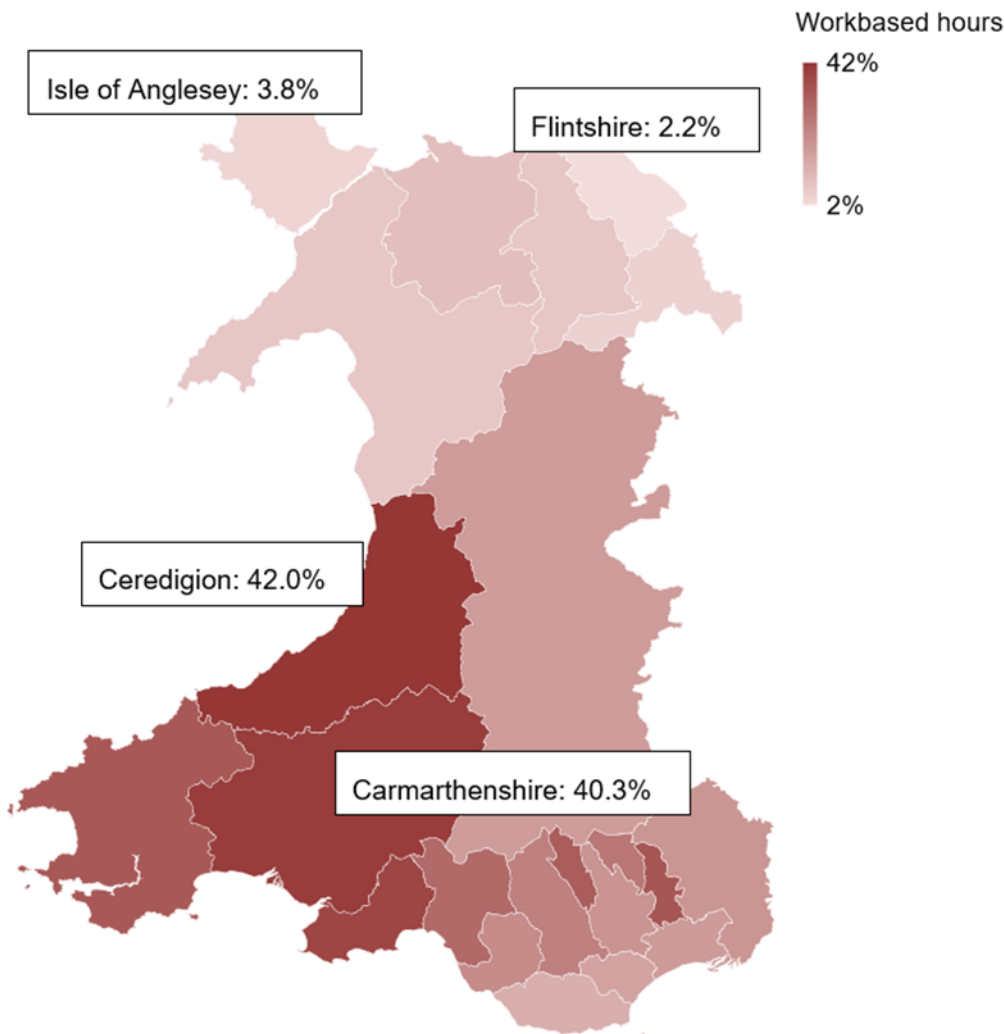 Workbased hours
42%
2%
Isle of Anglesey: 3.8%
Flintshire: 2.2%
Ceredigion: 42.0%
Carmarthenshire: 40.3%